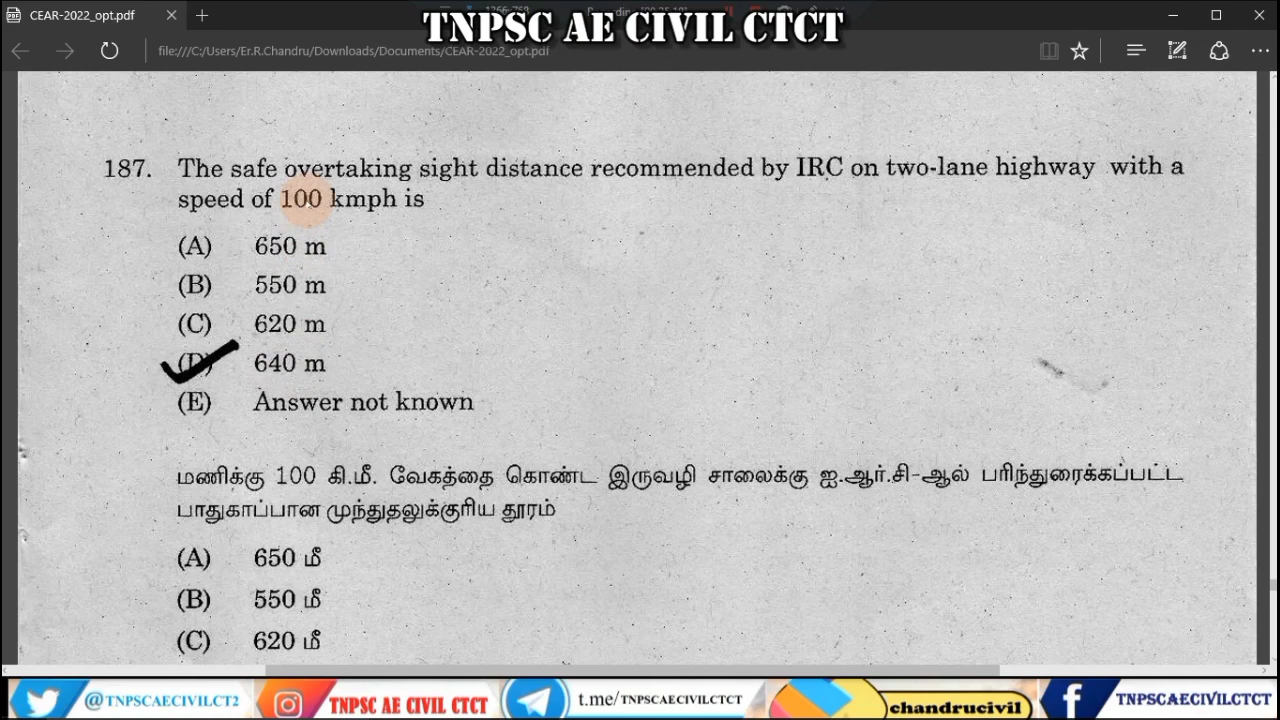 CEAR-2022_opt.pdf
TNPSC AE CIVIL CTCT
file:///C:/Users/Er.R.Chandru/Downloads/Documents/CEAR-2022_opt.pdf
187. The safe overtaking sight distance recommended by IRC on two-lane highway with a
speed of 100 kmph is
(A) 650 m
(B) 550 m
(C) 620 m
(D) 640 m
(E) Answer not known
மணிக்கு 100 கி.மீ. வேகத்தை கொண்ட இருவழி சாலைக்கு ஐ.ஆர்.சி-ஆல் பரிந்துரைக்கப்பட்ட
பாதுகாப்பான முந்துதலுக்குரிய தூரம்
(A) 650 மீ
(B) 550 மீ
(C) 620 மீ
@TNPSCAECIVILCT2 TNPSC AE CIVIL CTCT t.me/TNPSCAECIVILCTCT chandrucivil TNPSCAECIVILCTCT